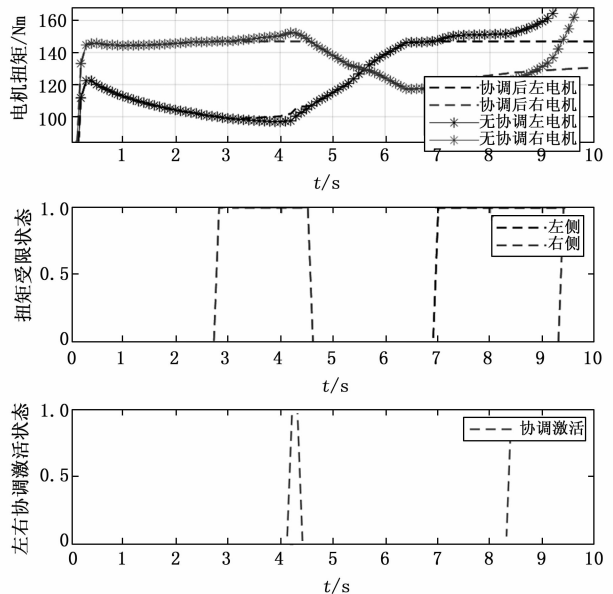 电机扭矩/Nm
160
140
120
100
协调后左电机
协调后右电机
无协调左电机
无协调右电机
1 2 3 4 5 6 7 8 9 10
t/s
扭矩受限状态
1.0
0.5
0
左侧
右侧
0 1 2 3 4 5 6 7 8 9 10
t/s
左右协调激活状态
1.0
0.5
0
协调激活
0 1 2 3 4 5 6 7 8 9 10
t/s